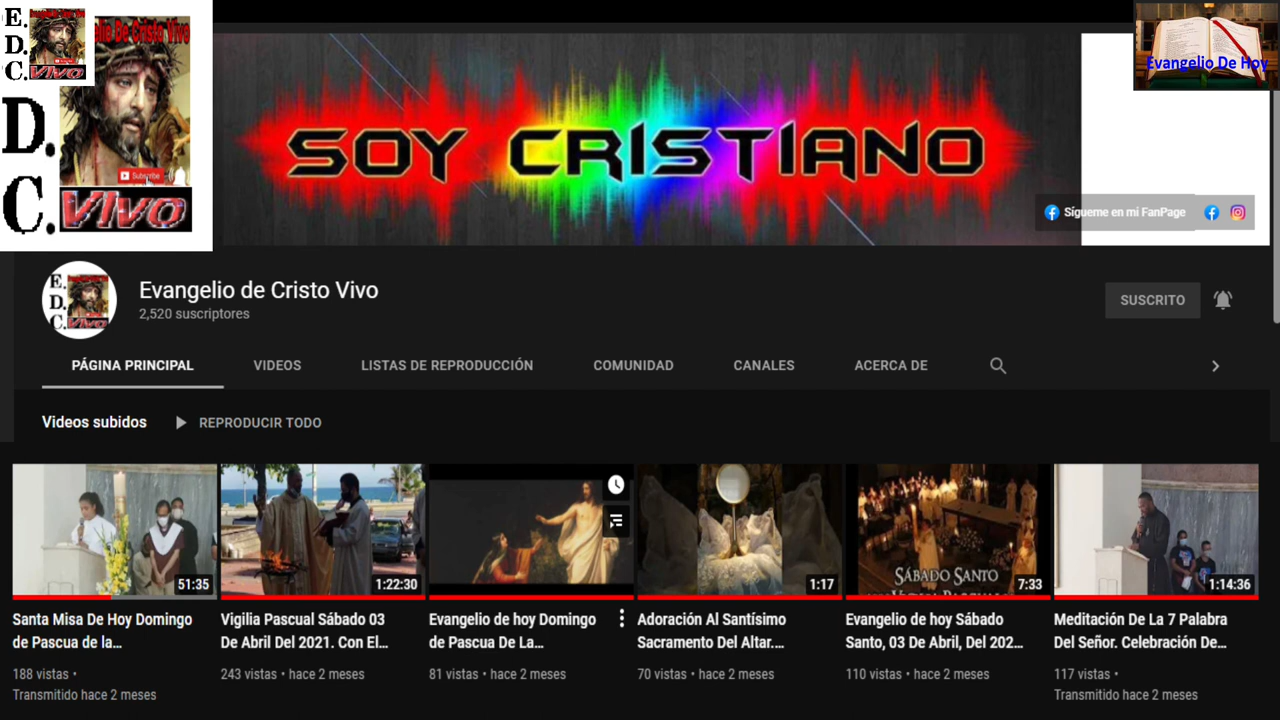 E.
D.
C.
Evangelio De Cristo Vivo
Vivo
D.
C.
Subscribe
Vivo
SOY CRISTIANO
Evangelio De Hoy
Sígueme en mi FanPage
Evangelio de Cristo Vivo
2,520 suscriptores
SUSCRITO
PÁGINA PRINCIPAL VIDEOS LISTAS DE REPRODUCCIÓN COMUNIDAD CANALES ACERCA DE
Videos subidos REPRODUCIR TODO
51:35
Santa Misa De Hoy Domingo
de Pascua de la…
188 vistas •
Transmitido hace 2 meses
1:22:30
Vigilia Pascual Sábado 03
De Abril Del 2021. Con El…
243 vistas • hace 2 meses
Evangelio de hoy Domingo
de Pascua De La…
81 vistas • hace 2 meses
1:17
Adoración Al Santísimo
Sacramento Del Altar.…
70 vistas • hace 2 meses
SÁBADO SANTO
7:33
Evangelio de hoy Sábado
Santo, 03 De Abril, Del 202…
110 vistas • hace 2 meses
1:14:36
Meditación De La 7 Palabra
Del Señor. Celebración De…
117 vistas •
Transmitido hace 2 meses